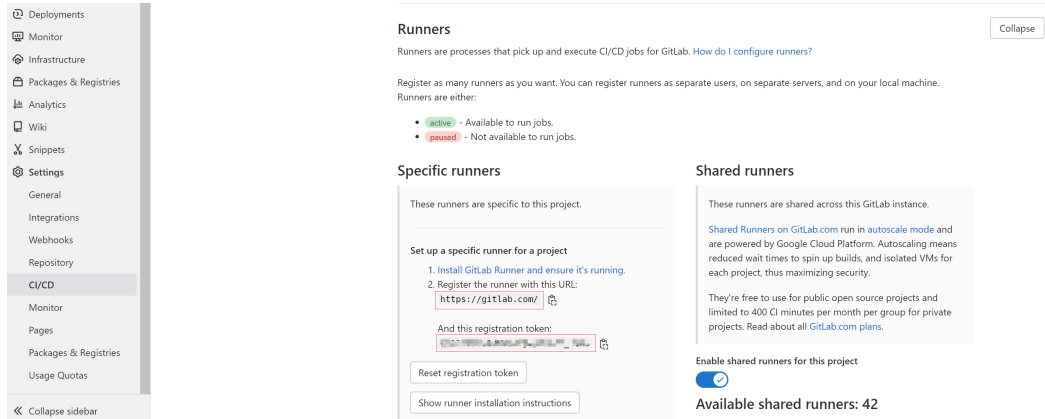 Deployments
Monitor
Infrastructure
Packages & Registries
Analytics
Wiki
Snippets
Settings
General
Integrations
Webhooks
Repository
CI/CD
Monitor
Pages
Packages & Registries
Usage Quotas
Collapse sidebar
Runners
Collapse
Runners are processes that pick up and execute CI/CD jobs for GitLab. How do I configure runners?
Register as many runners as you want. You can register runners as separate users, on separate servers, and on your local machine.
Runners are either:
active - Available to run jobs.
paused - Not available to run jobs.
Specific runners
These runners are specific to this project.
Set up a specific runner for a project
1. Install GitLab Runner and ensure it's running.
2. Register the runner with this URL:
https://gitlab.com/
And this registration token:
Reset registration token
Show runner installation instructions
Shared runners
These runners are shared across this GitLab instance.
Shared Runners on GitLab.com run in autoscale mode and
are powered by Google Cloud Platform. Autoscaling means
reduced wait times to spin up builds, and isolated VMs for
each project, thus maximizing security.
They're free to use for public open source projects and
limited to 400 CI minutes per month per group for private
projects. Read about all GitLab.com plans.
Enable shared runners for this project
Available shared runners: 42